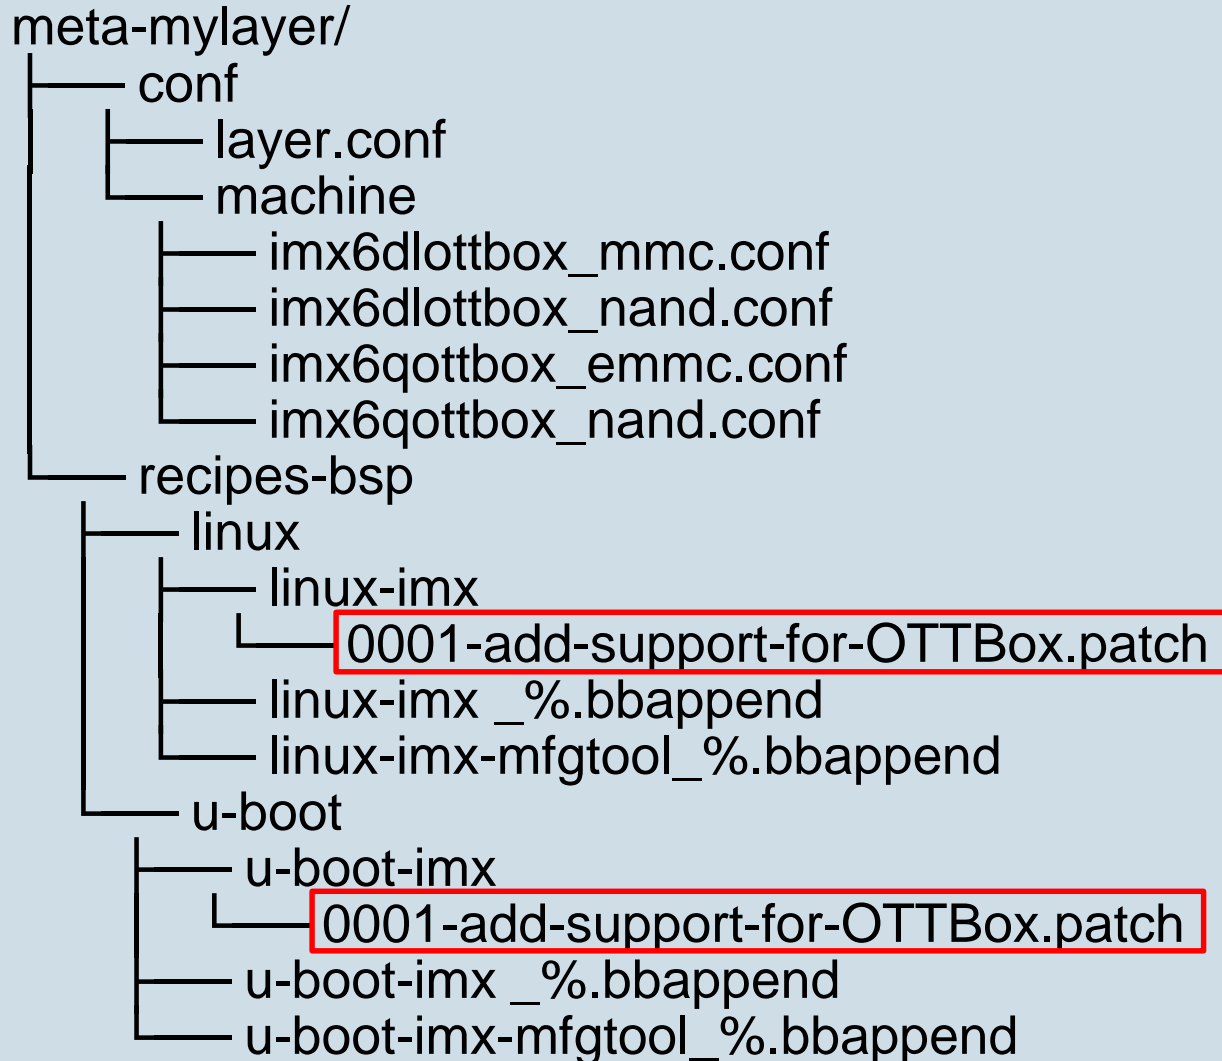 meta-mylayer/
conf
layer.conf
machine
imx6dlottbox_mmc.conf
imx6dlottbox_nand.conf
imx6qottbox_emmc.conf
imx6qottbox_nand.conf
recipes-bsp
linux
linux-imx
0001-add-support-for-OTTBox.patch
linux-imx _%.bbappend
linux-imx-mfgtool_%.bbappend
u-boot
u-boot-imx
0001-add-support-for-OTTBox.patch
u-boot-imx _%.bbappend
u-boot-imx-mfgtool_%.bbappend